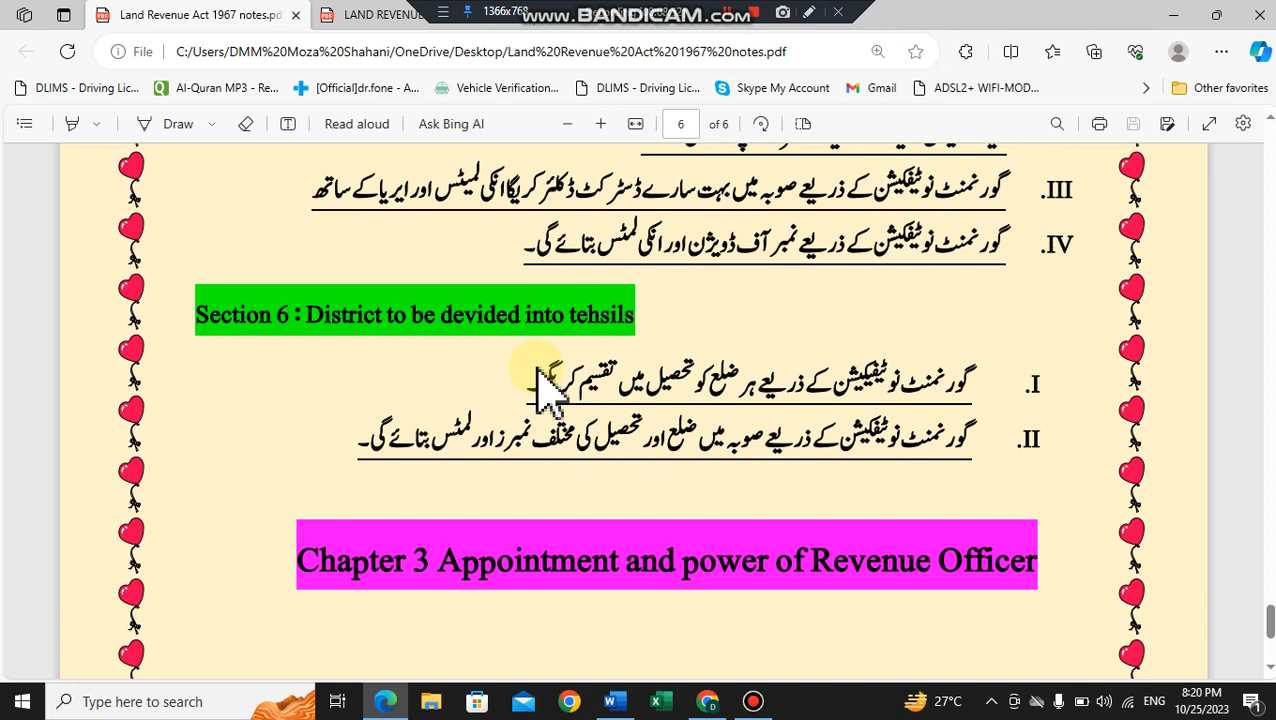 Land Revenue Act 1967 notes.pdf
LAND REVENUE
1366x768
www.BANDICAM.com
File
C:/Users/DMM%20Moza%20Shahani/OneDrive/Desktop/Land%20Revenue%20Act%201967%20notes.pdf
DLIMS - Driving Lic...
Al-Quran MP3 - Re...
[Official]dr.fone - A...
Vehicle Verification...
DLIMS - Driving Lic...
Skype My Account
Gmail
ADSL2+ WIFI-MOD...
Other favorites
Draw
Read aloud
Ask Bing AI
6 of 6
III. گورنمنٹ نوٹیفکیشن کے ذریعے صوبہ میں بہت سارے ڈسٹرکٹ ڈکلئر کریگا انکی لمیٹس اور ایریا کے ساتھ
IV. گورنمنٹ نوٹیفکیشن کے ذریعے نمبر آف ڈویژن اور انکی لمٹس بتائے گی۔
Section 6 : District to be devided into tehsils
I. گورنمنٹ نوٹیفیکیشن کے ذریعے ہر ضلع کو تحصیل میں تقسیم
II. گورنمنٹ نوٹیفکیشن کے ذریعے صوبہ میں ضلع اور تحصیل کی مختلف نمبرز اور لمٹس بتائے گی۔
Chapter 3 Appointment and power of Revenue Officer
Type here to search
27°C
ENG
8:20 PM
10/25/2023
1